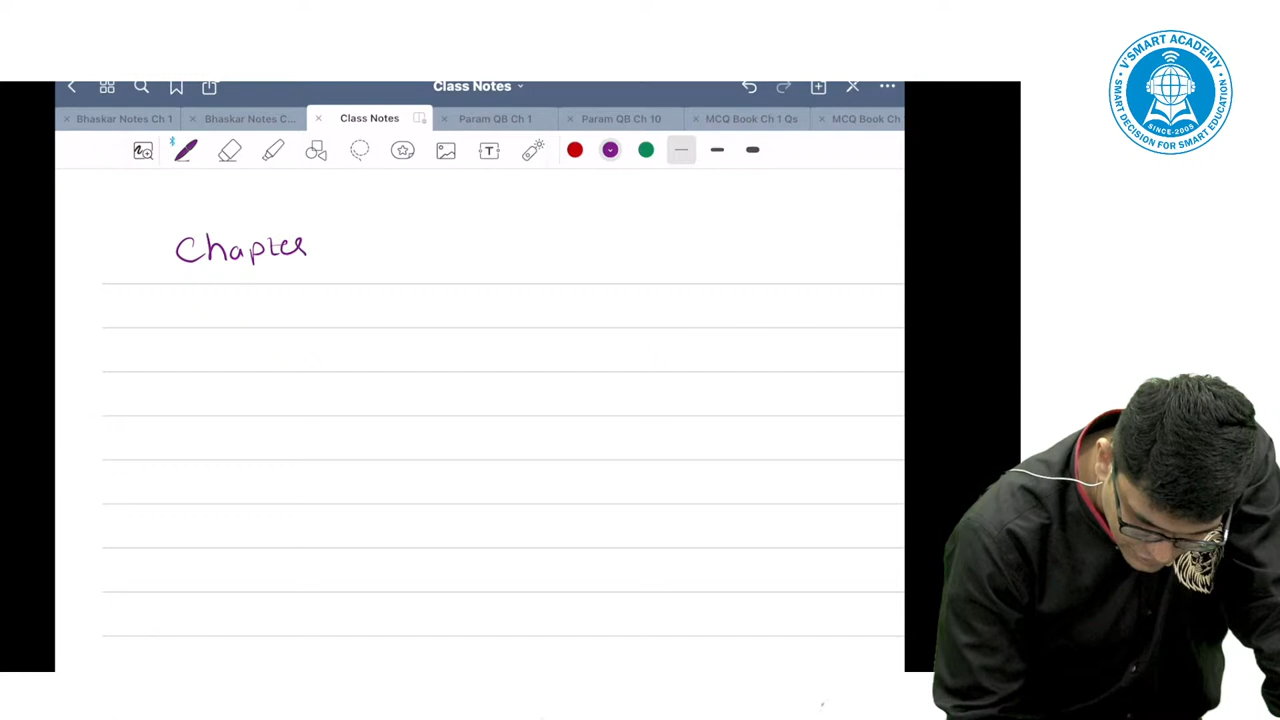 V'SMART ACADEMY
SMART DECISION FOR SMART EDUCATION
SINCE-2005
Class Notes
Bhaskar Notes Ch 1
Bhaskar Notes C...
Class Notes
Param QB Ch 1
Param QB Ch 10
MCQ Book Ch 1 Qs
MCQ Book Ch
T
Chapter